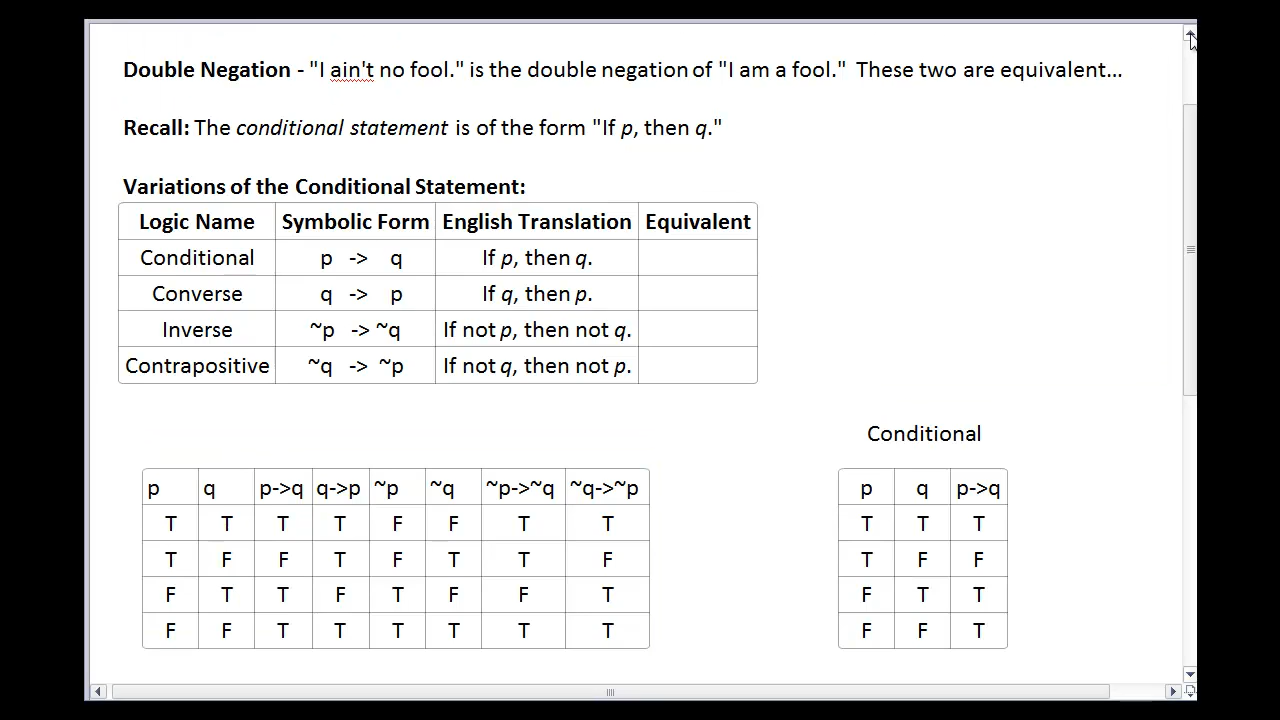 Double Negation - "I ain't no fool." is the double negation of "I am a fool."  These two are equivalent...
Recall: The conditional statement is of the form "If p, then q."
Variations of the Conditional Statement:
Logic Name Symbolic Form English Translation Equivalent
Conditional p -> q If p, then q.
Converse q -> p If q, then p.
Inverse ~p -> ~q If not p, then not q.
Contrapositive ~q -> ~p If not q, then not p.
Conditional
p q p->q q->p ~p ~q ~p->~q ~q->~p
T T T T F F T T
T F F T F T T F
F T T F T F F T
F F T T T T T T
p q p->q
T T T
T F F
F T T
F F T